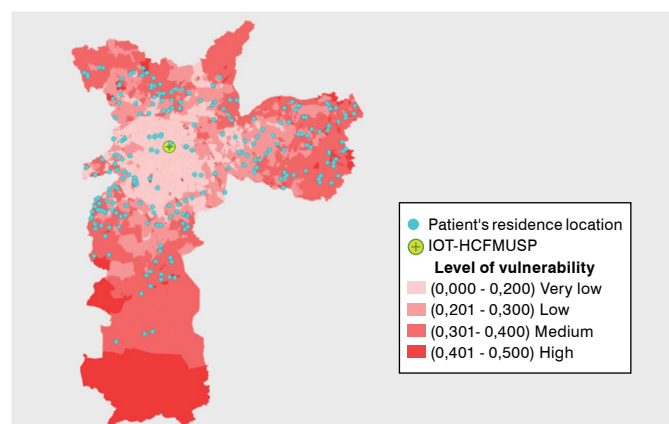 Patient's residence location
IOT-HCFMUSP
Level of vulnerability
(0,000 - 0,200) Very low
(0,201 - 0,300) Low
(0,301- 0,400) Medium
(0,401 - 0,500) High